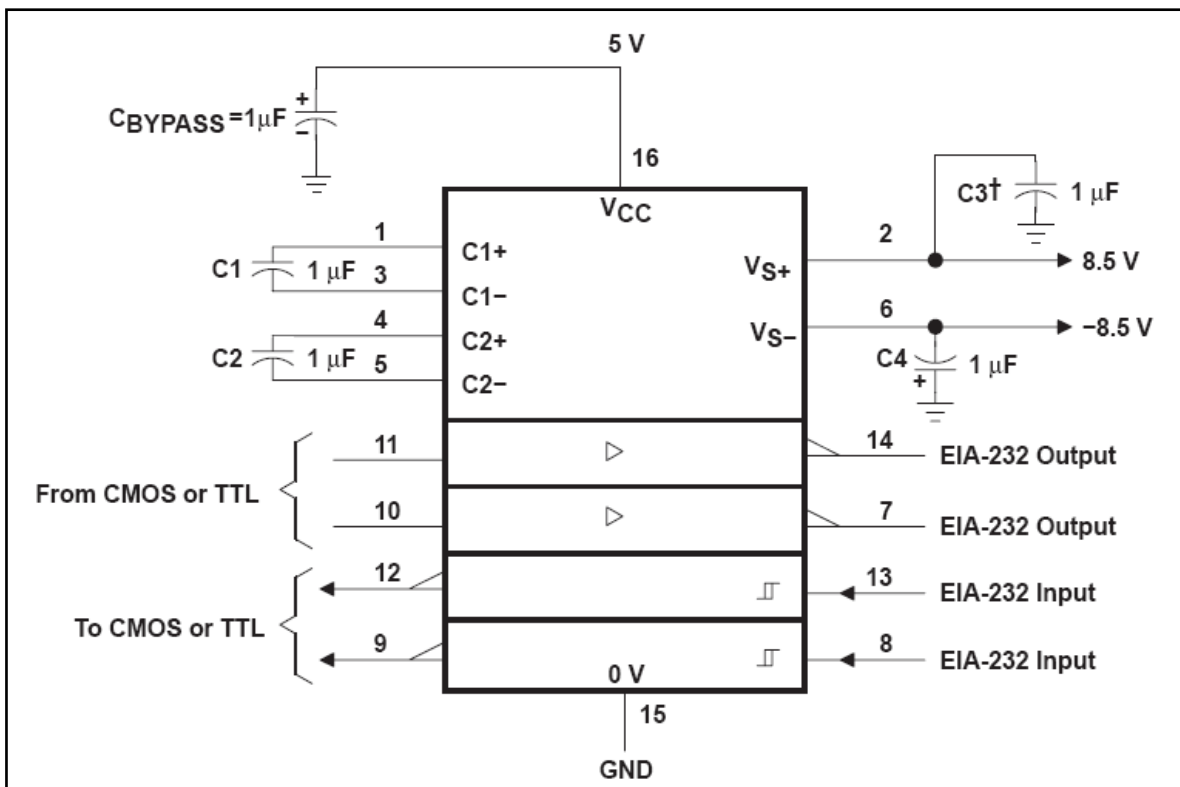 5 V
CBYPASS =1μF
+
−
16
VCC
C3†
1 μF
1
C1+
C1
1 μF
3
C1−
4
C2+
C2
1 μF
5
C2−
2
VS+
8.5 V
6
VS−
−8.5 V
C4
+
1 μF
From CMOS or TTL
11
14
EIA-232 Output
10
7
EIA-232 Output
To CMOS or TTL
12
13
EIA-232 Input
9
8
EIA-232 Input
0 V
15
GND